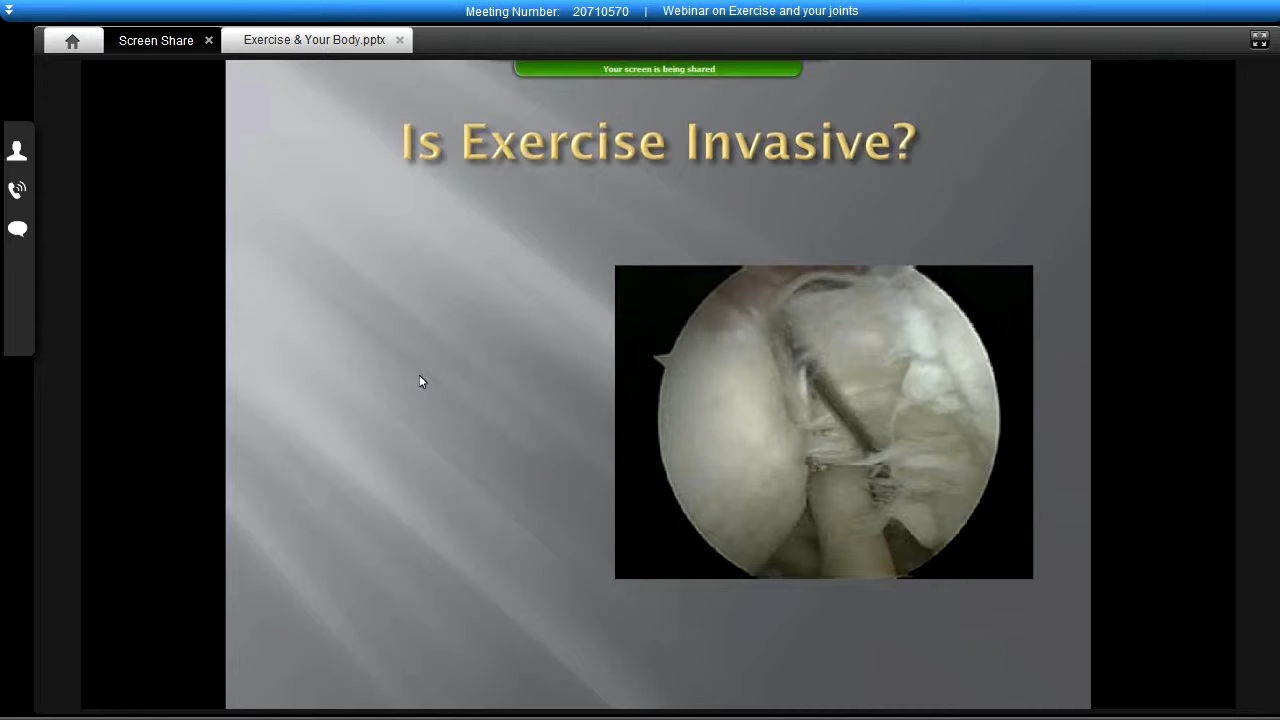 Meeting Number: 20710570 | Webinar on Exercise and your joints
Screen Share
Exercise & Your Body.pptx
Your screen is being shared
Is Exercise Invasive?